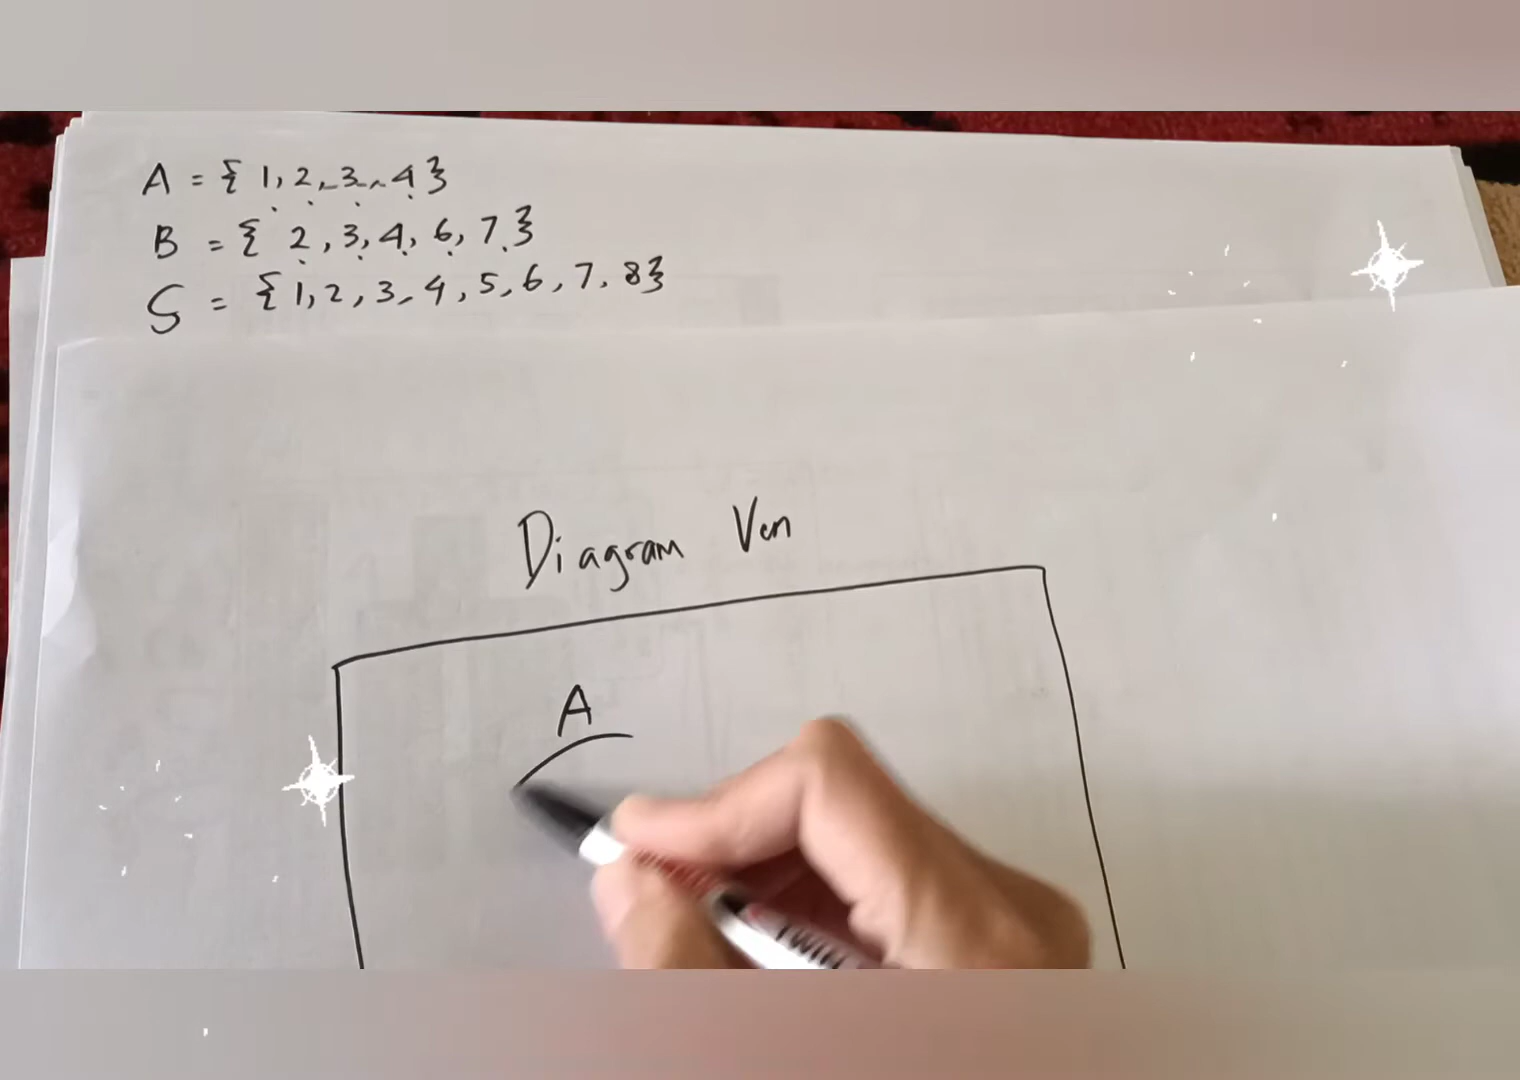 A = { 1, 2, 3, 4 }
B = { 2, 3, 4, 6, 7 }
S = { 1, 2, 3, 4, 5, 6, 7, 8 }
Diagram Ven
A
TWIN